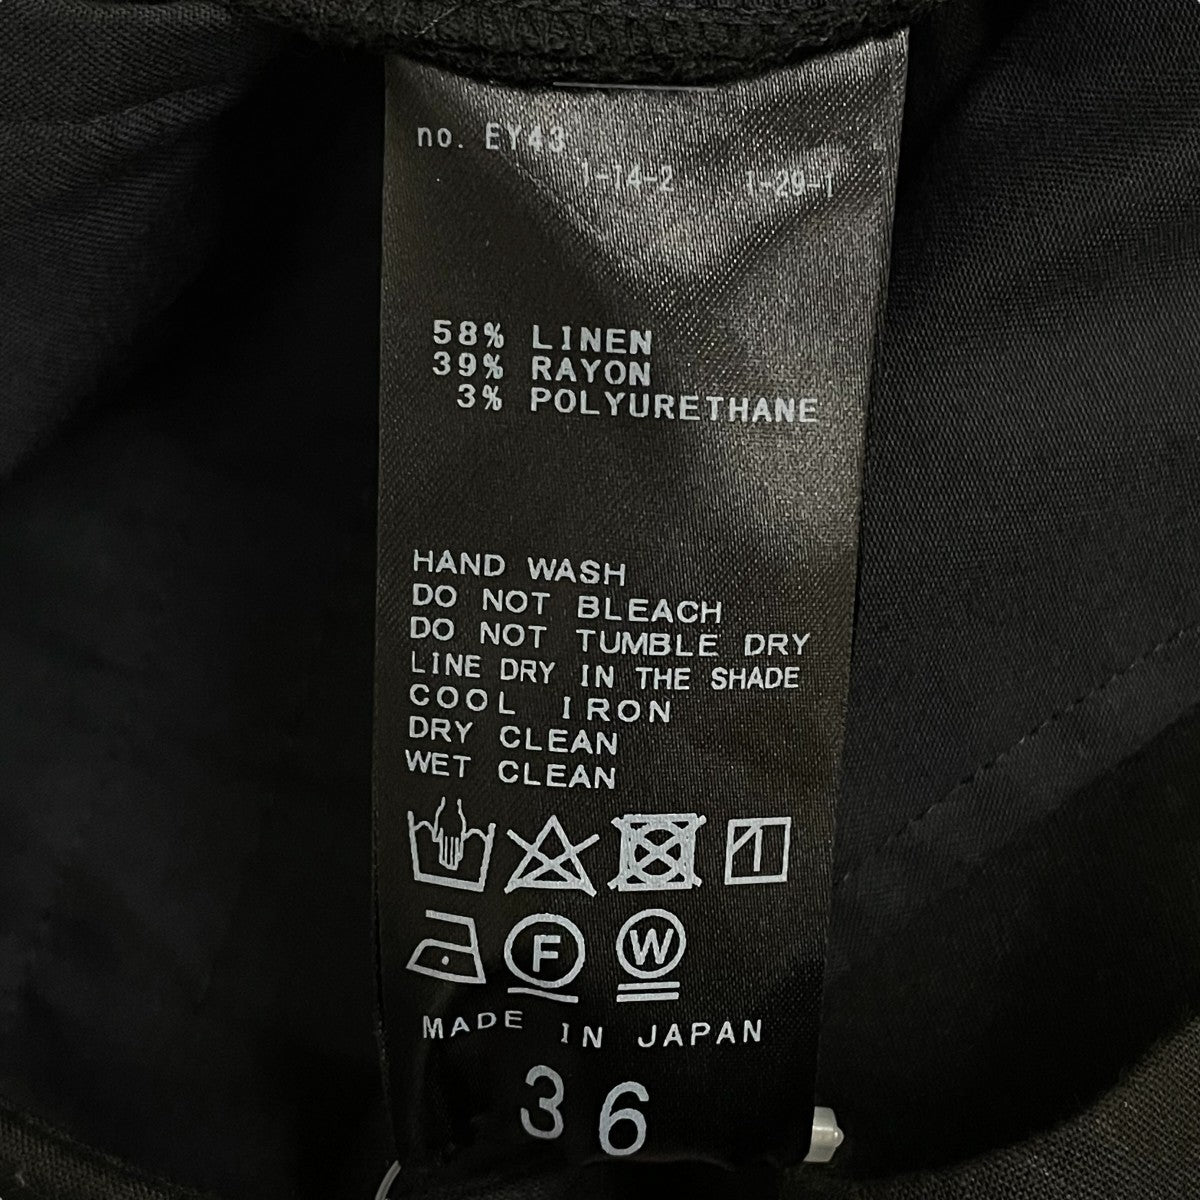 no. EY43
1-14-2 1-20-1
58% LINEN
39% RAYON
3% POLYURETHANE
HAND WASH
DO NOT BLEACH
DO NOT TUMBLE DRY
LINE DRY IN THE SHADE
COOL IRON
DRY CLEAN
WET CLEAN
F W
MADE IN JAPAN
36